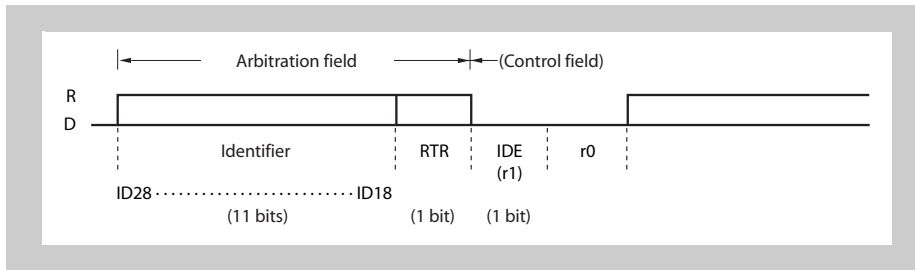 Arbitration field (Control field)
R
D
Identifier RTR IDE r0
(r1)
ID28 ID18
(11 bits) (1 bit) (1 bit)